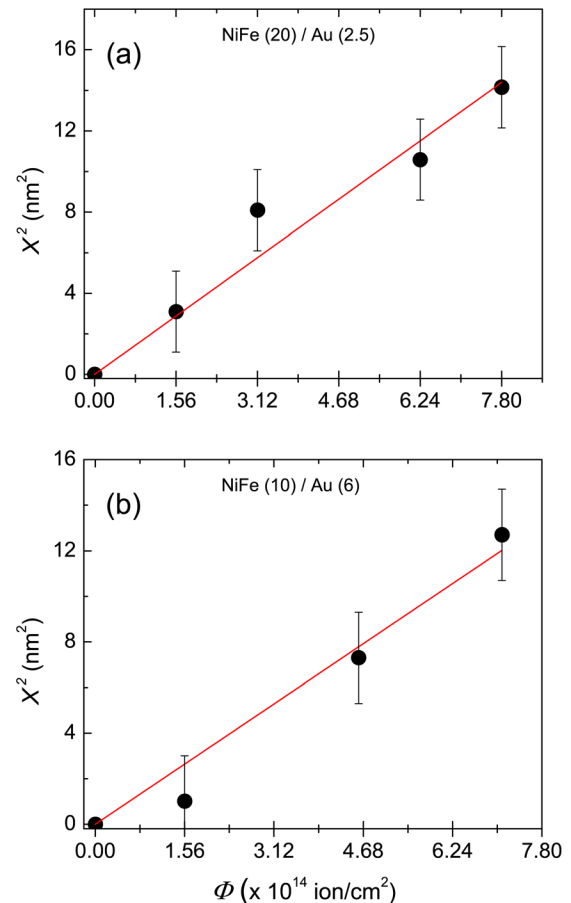 NiFe (20) / Au (2.5)
(a)
16
12
8
4
0
X² (nm²)
0.00 1.56 3.12 4.68 6.24 7.80
NiFe (10) / Au (6)
(b)
16
12
8
4
0
X² (nm²)
0.00 1.56 3.12 4.68 6.24 7.80
Φ (x 10¹⁴ ion/cm²)